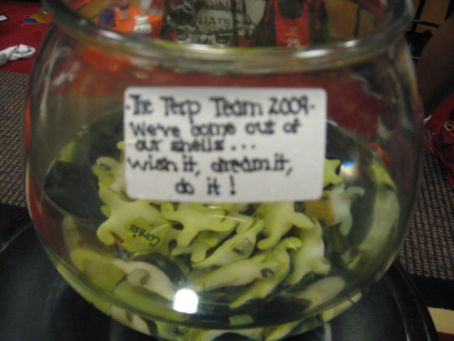 -The Terp Team 2009-
We've come out of
our shells...
wish it, dream it,
do it!